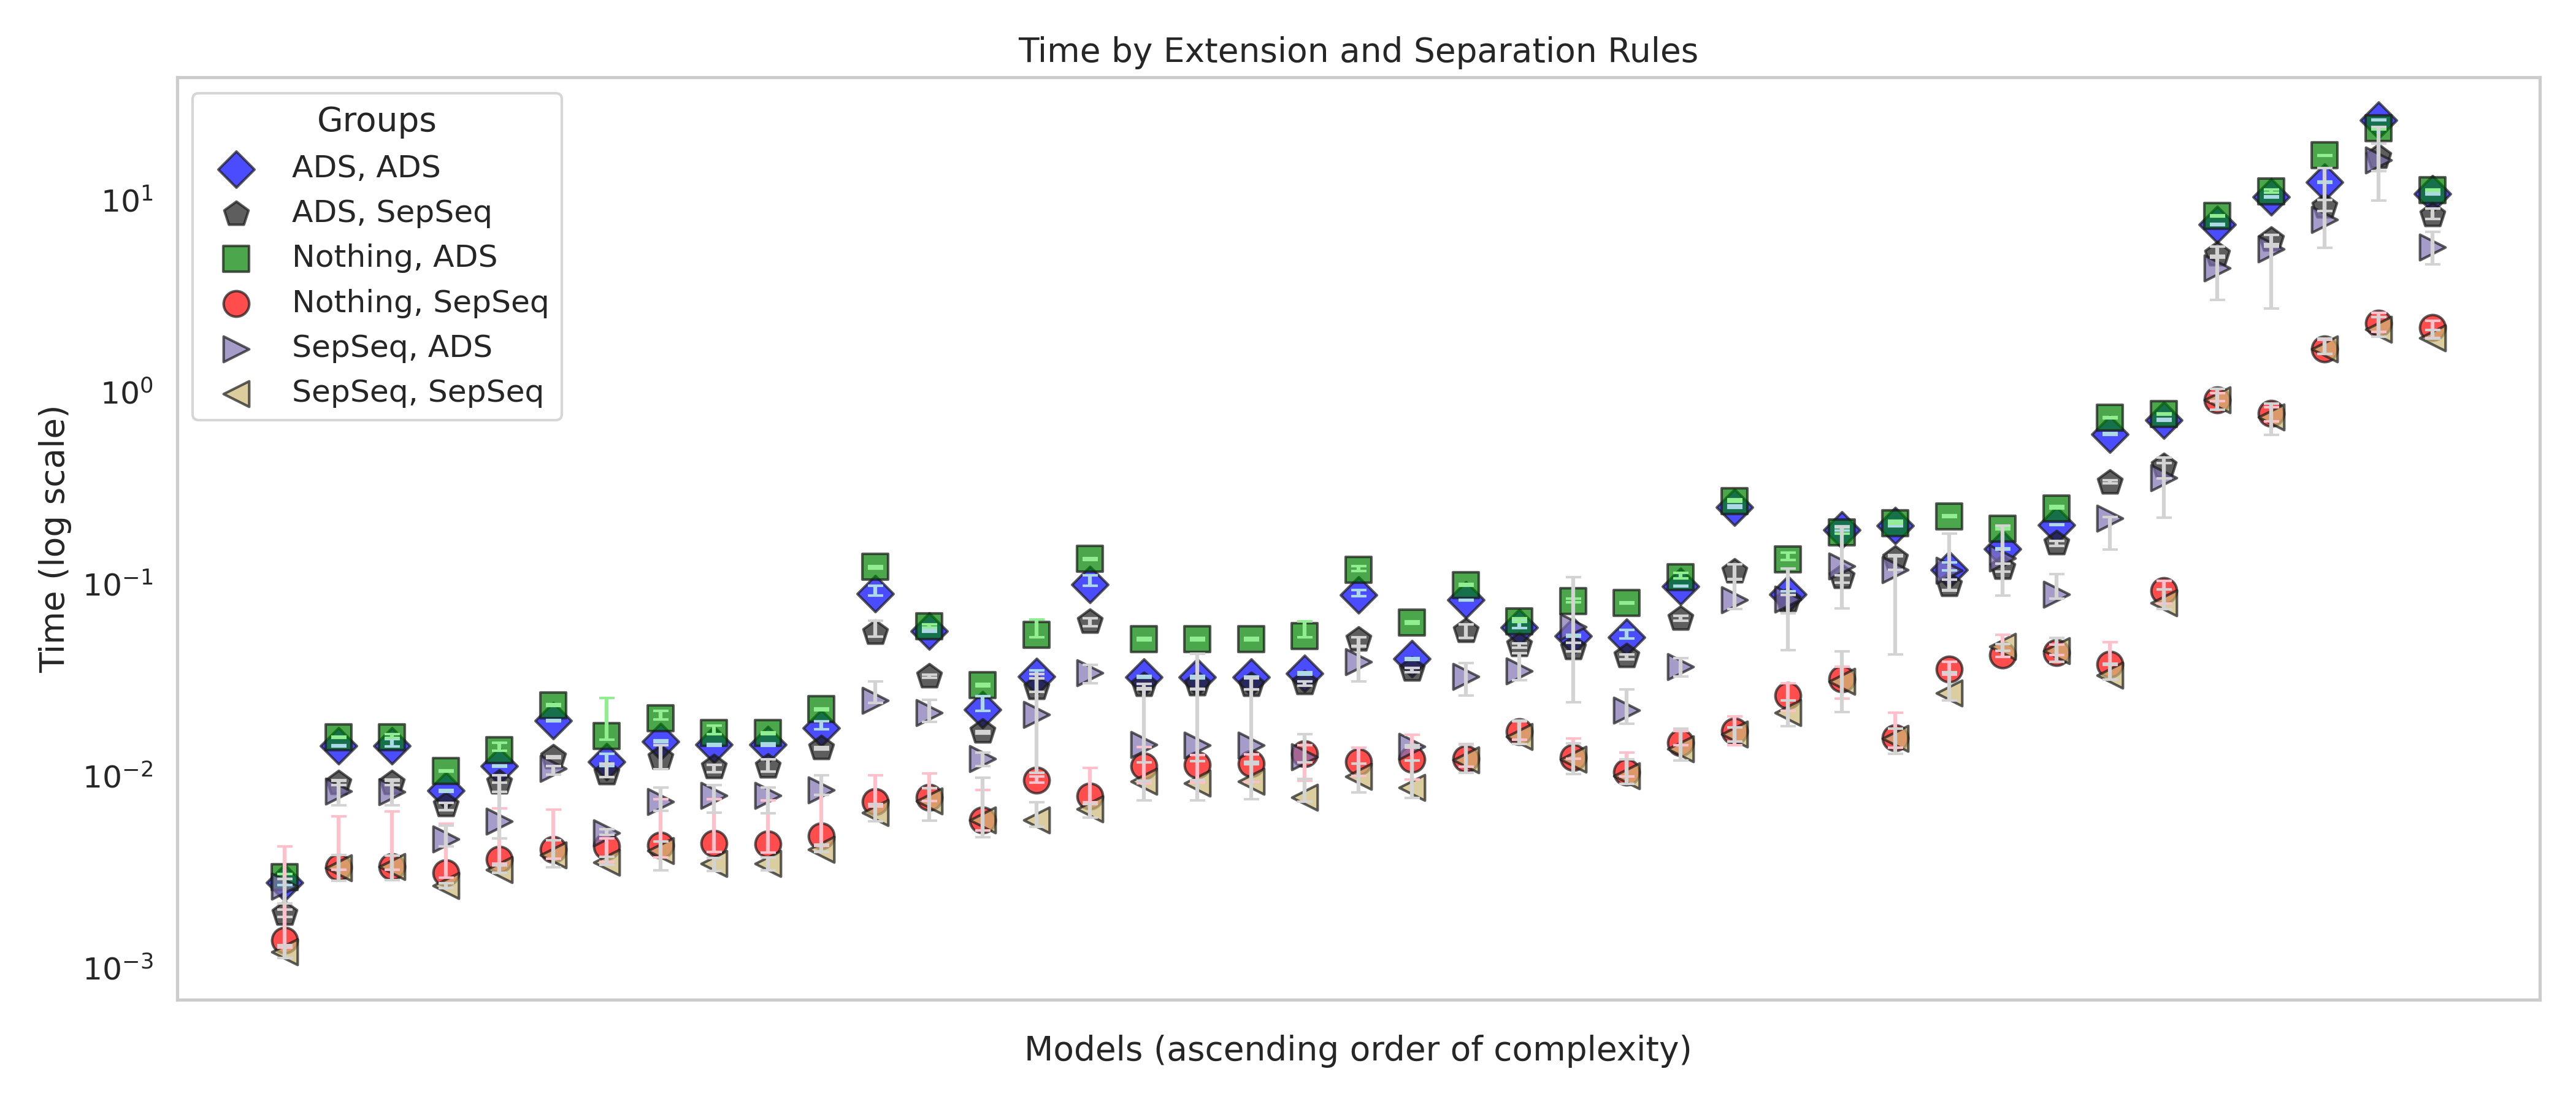 Time by Extension and Separation Rules
Groups
ADS, ADS
ADS, SepSeq
Nothing, ADS
Nothing, SepSeq
SepSeq, ADS
SepSeq, SepSeq
Time (log scale)
10¹
10⁰
10⁻¹
10⁻²
10⁻³
Models (ascending order of complexity)